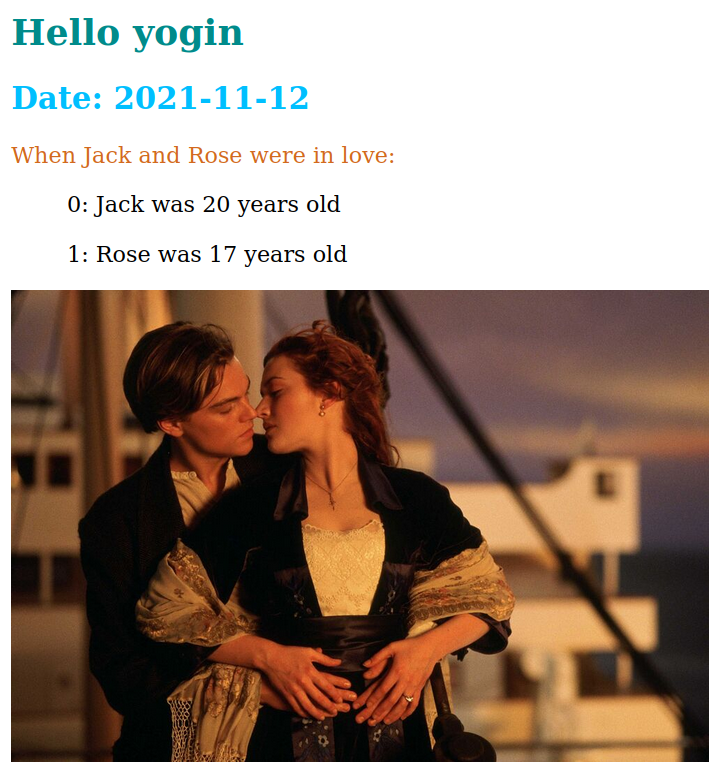 Hello yogin
Date: 2021-11-12
When Jack and Rose were in love:
0: Jack was 20 years old
1: Rose was 17 years old